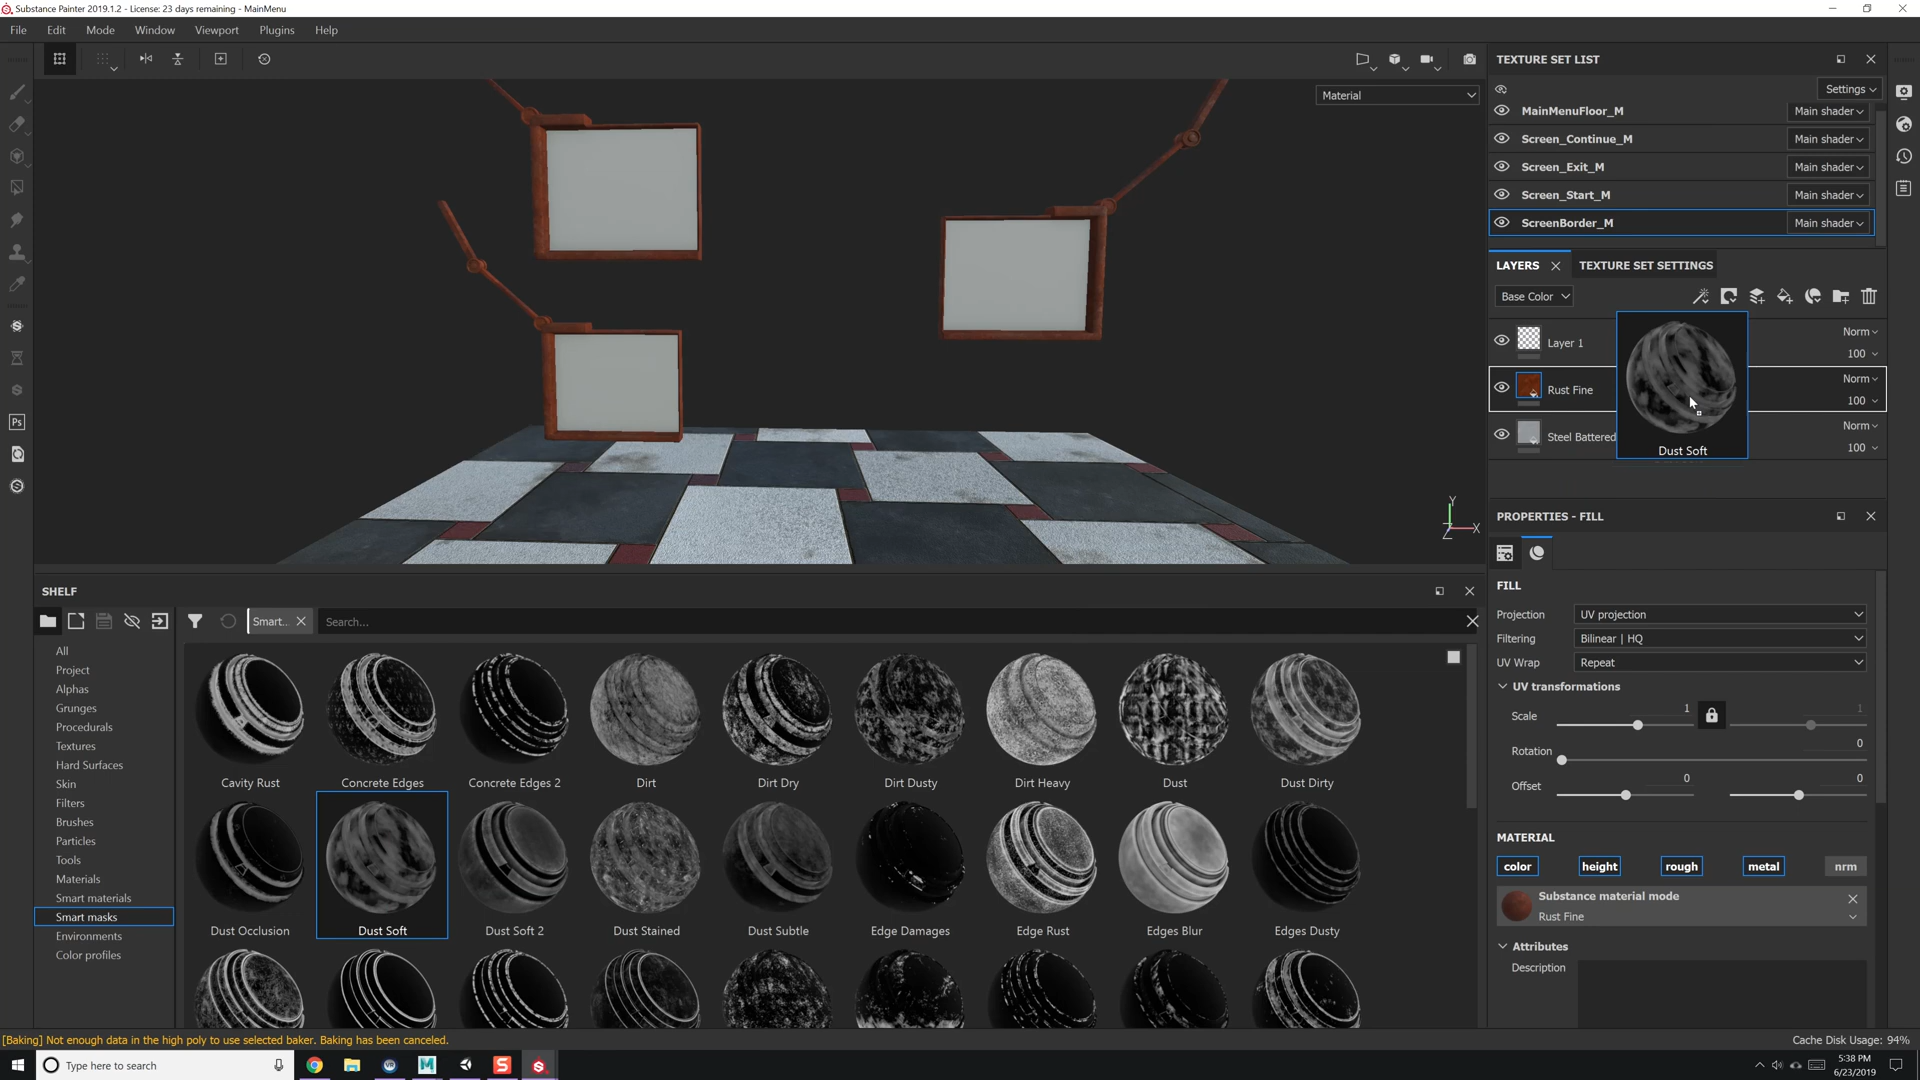 Substance Painter 2019.1.2 - License: 23 days remaining - MainMenu
File Edit Mode Window Viewport Plugins Help
Material
TEXTURE SET LIST
Settings
MainMenuFloor_M Main shader
Screen_Continue_M Main shader
Screen_Exit_M Main shader
Screen_Start_M Main shader
ScreenBorder_M Main shader
LAYERS TEXTURE SET SETTINGS
Base Color
Layer 1 Norm 100
Rust Fine Norm 100
Steel Battered Norm 100
Dust Soft
Y
X
Z
Ps
PROPERTIES - FILL
FILL
Projection UV projection
Filtering Bilinear | HQ
UV Wrap Repeat
UV transformations
Scale 1 1
Rotation 0
Offset 0 0
MATERIAL
color height rough metal nrm
Substance material mode
Rust Fine
Attributes
Description
SHELF
Smart... Search...
All
Project
Alphas
Grunges
Procedurals
Textures
Hard Surfaces
Skin
Filters
Brushes
Particles
Tools
Materials
Smart materials
Smart masks
Environments
Color profiles
Cavity Rust Concrete Edges Concrete Edges 2 Dirt Dirt Dry Dirt Dusty Dirt Heavy Dust Dust Dirty
Dust Occlusion Dust Soft Dust Soft 2 Dust Stained Dust Subtle Edge Damages Edge Rust Edges Blur Edges Dusty
[Baking] Not enough data in the high poly to use selected baker. Baking has been canceled.
Cache Disk Usage: 94%
Type here to search
5:38 PM
6/23/2019